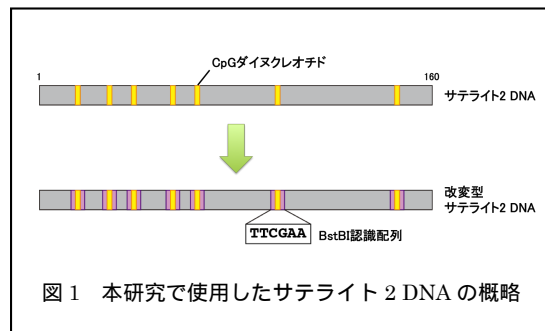 CpGダイヌクレオチド
1
160
サテライト2 DNA
改変型
サテライト2 DNA
TTCGAA
BstBI認識配列
図 1 本研究で使用したサテライト 2 DNA の概略